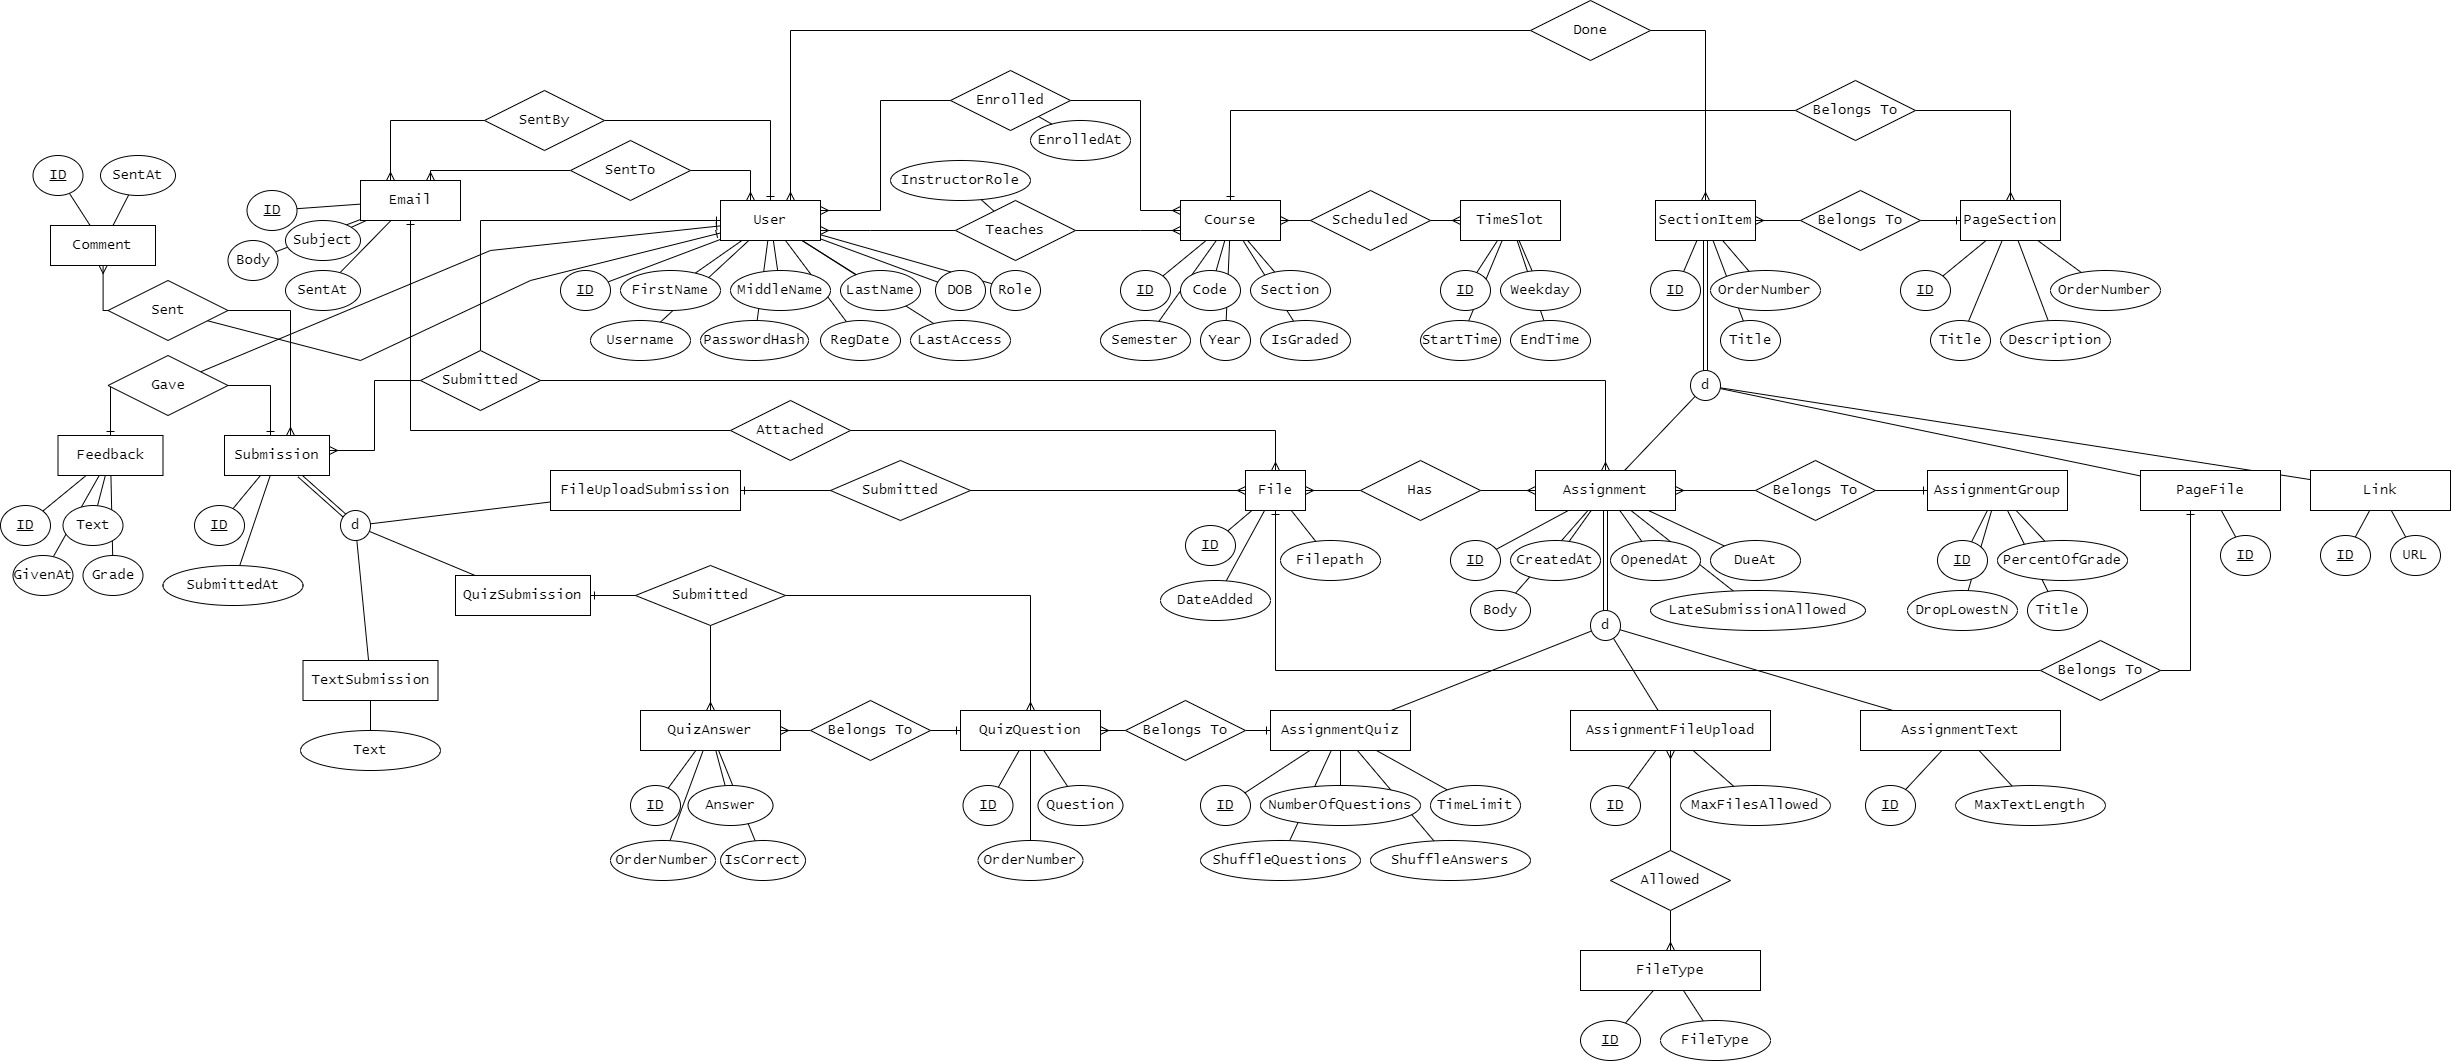 Done
Enrolled
Belongs To
SentBy
EnrolledAt
SentTo
ID
SentAt
InstructorRole
Email
ID
User
Course
Scheduled
TimeSlot
SectionItem
Belongs To
PageSection
Teaches
Comment
Subject
Body
SentAt
ID
FirstName
MiddleName
LastName
DOB
Role
ID
Code
Section
ID
Weekday
ID
OrderNumber
ID
OrderNumber
Sent
Username
PasswordHash
RegDate
LastAccess
Semester
Year
IsGraded
StartTime
EndTime
Title
Title
Description
Gave
Submitted
d
Attached
Feedback
Submission
FileUploadSubmission
Submitted
File
Has
Assignment
Belongs To
AssignmentGroup
PageFile
Link
ID
Text
ID
d
ID
Filepath
ID
CreatedAt
OpenedAt
DueAt
ID
PercentOfGrade
ID
ID
URL
GivenAt
Grade
SubmittedAt
QuizSubmission
Submitted
DateAdded
Body
LateSubmissionAllowed
DropLowestN
Title
d
TextSubmission
Belongs To
QuizAnswer
Belongs To
QuizQuestion
Belongs To
AssignmentQuiz
AssignmentFileUpload
AssignmentText
Text
ID
Answer
ID
Question
ID
NumberOfQuestions
TimeLimit
ID
MaxFilesAllowed
ID
MaxTextLength
OrderNumber
IsCorrect
OrderNumber
ShuffleQuestions
ShuffleAnswers
Allowed
FileType
ID
FileType